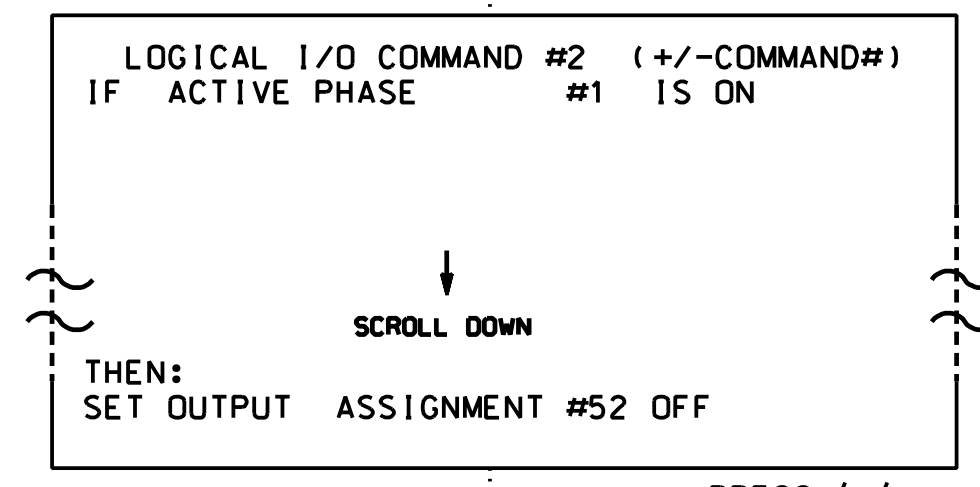 LOGICAL I/O COMMAND #2 (+/-COMMAND#)
IF ACTIVE PHASE #1 IS ON
SCROLL DOWN
THEN:
SET OUTPUT ASSIGNMENT #52 OFF